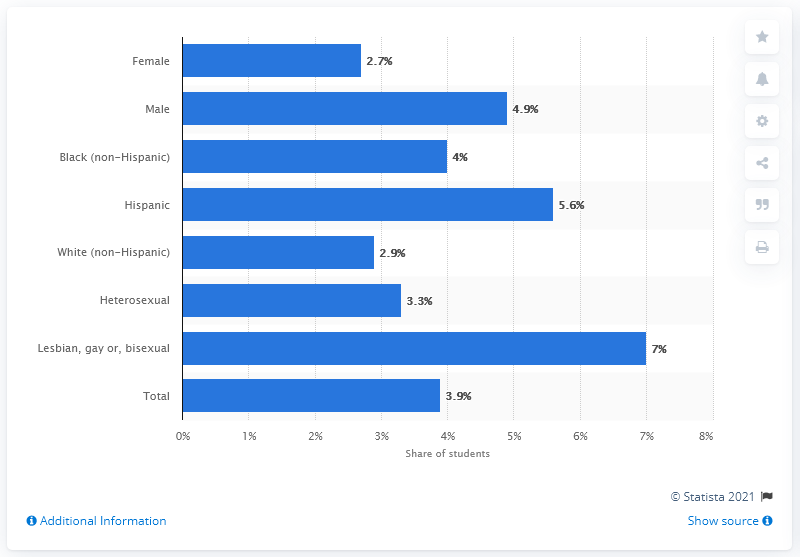 Female 2.7%
Male 4.9%
Black (non-Hispanic) 4%
Hispanic 5.6%
White (non-Hispanic) 2.9%
Heterosexual 3.3%
Lesbian, gay or, bisexual 7%
Total 3.9%
0% 1% 2% 3% 4% 5% 6% 7% 8%
Share of students
© Statista 2021
Additional Information Show source